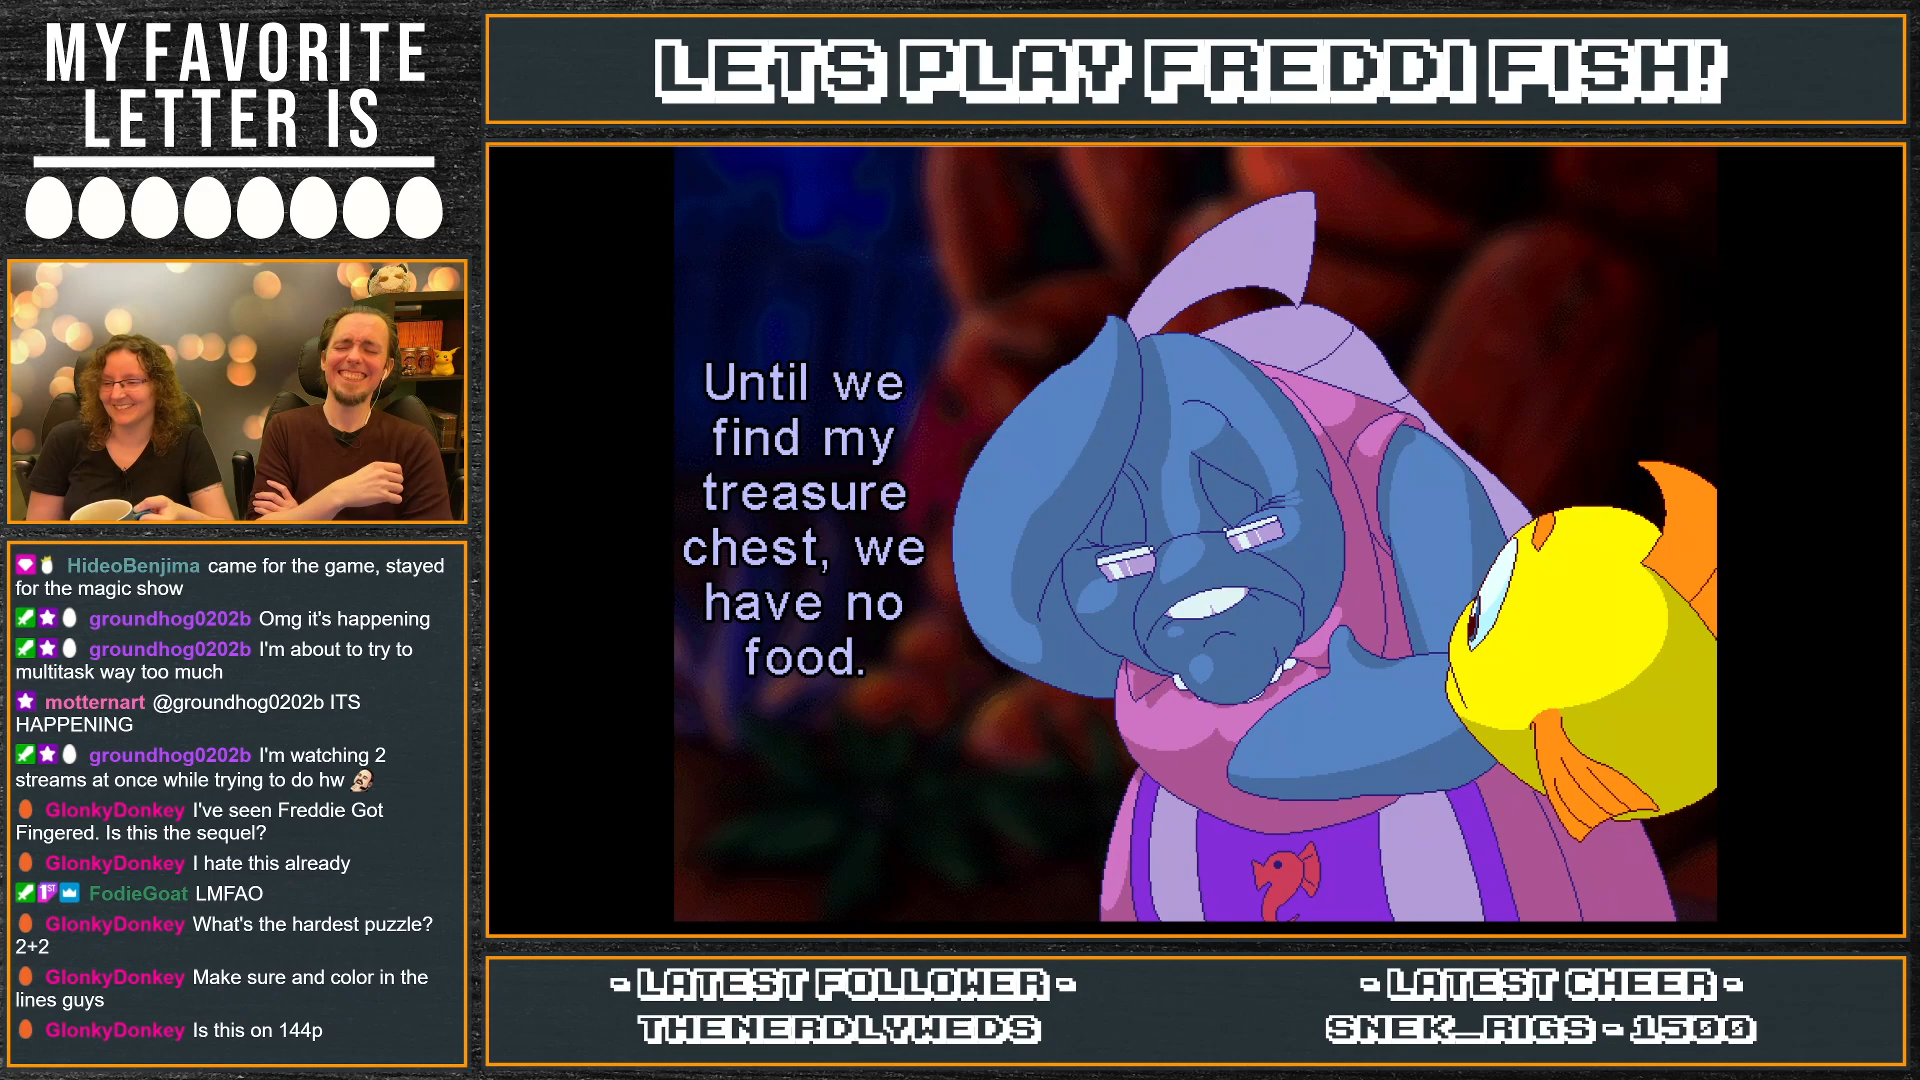 MY FAVORITE
LETTER IS
LETS PLAY FREDDI FISH!
Until we
find my
treasure
chest, we
have no
food.
HideoBenjima came for the game, stayed
for the magic show
groundhog0202b Omg it's happening
groundhog0202b I'm about to try to
multitask way too much
motternart @groundhog0202b ITS
HAPPENING
groundhog0202b I'm watching 2
streams at once while trying to do hw
GlonkyDonkey I've seen Freddie Got
Fingered. Is this the sequel?
GlonkyDonkey I hate this already
1ST FodieGoat LMFAO
GlonkyDonkey What's the hardest puzzle?
2+2
GlonkyDonkey Make sure and color in the
lines guys
GlonkyDonkey Is this on 144p
- LATEST FOLLOWER -
THENERDLYWEDS
- LATEST CHEER -
SNEK_RIGS - 1500